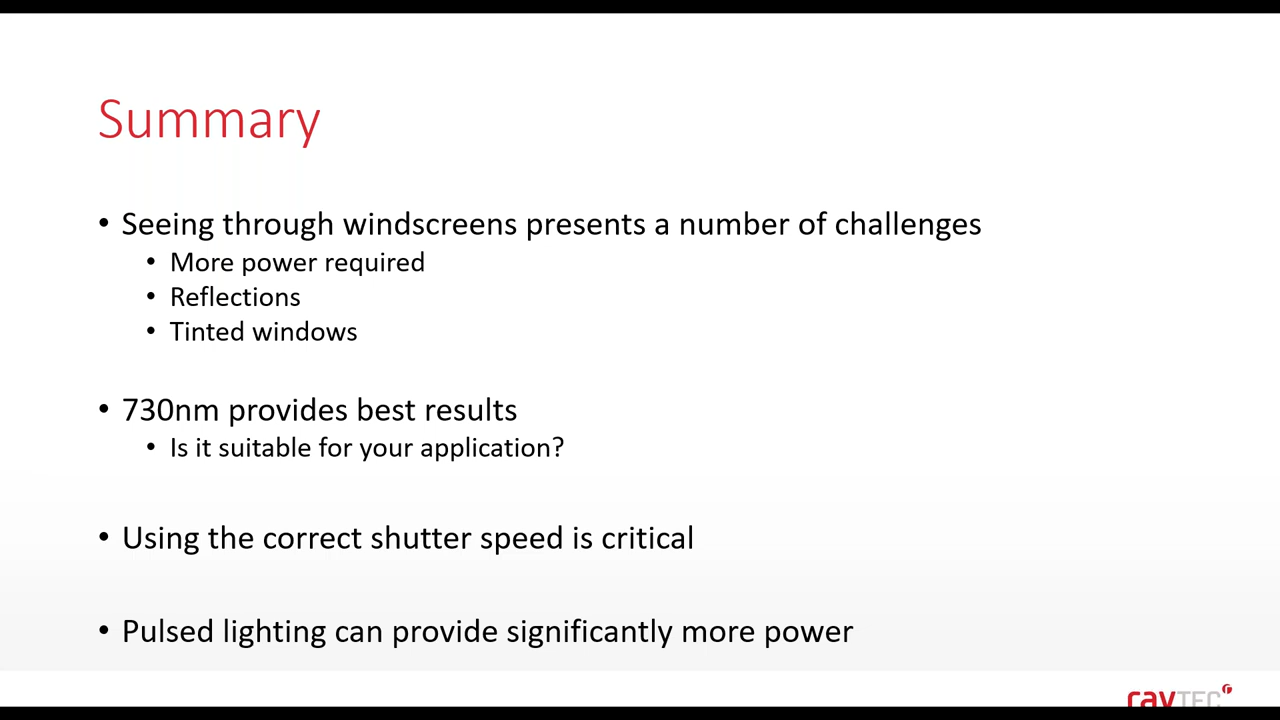 Summary
• Seeing through windscreens presents a number of challenges
• More power required
• Reflections
• Tinted windows
• 730nm provides best results
• Is it suitable for your application?
• Using the correct shutter speed is critical
• Pulsed lighting can provide significantly more power
rayTEC